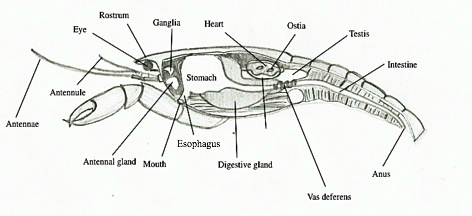 Rostrum
Eye
Ganglia
Heart
Ostia
Testis
Stomach
Intestine
Antennule
Antennae
Antennal gland
Mouth
Esophagus
Digestive gland
Vas deferens
Anus